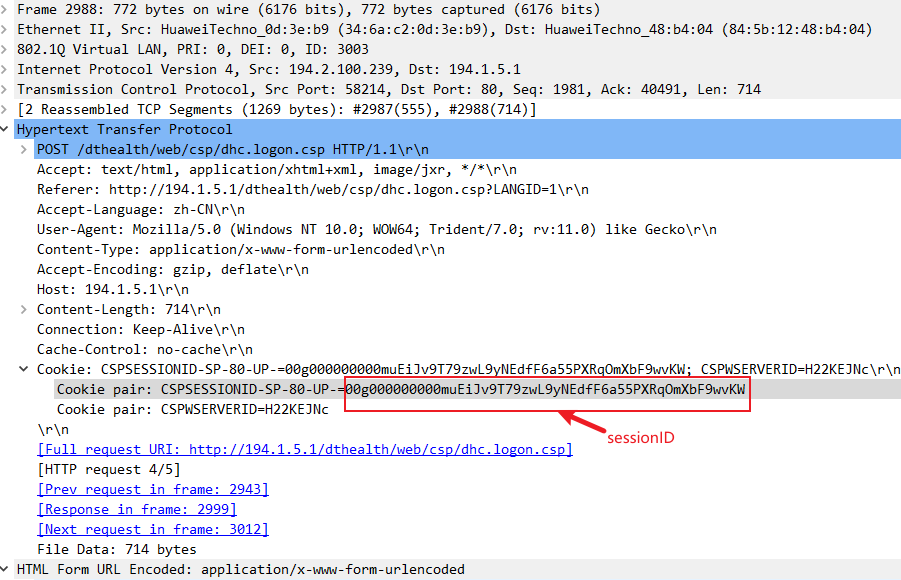 Frame 2988: 772 bytes on wire (6176 bits), 772 bytes captured (6176 bits)
Ethernet II, Src: HuaweiTechno_0d:3e:b9 (34:6a:c2:0d:3e:b9), Dst: HuaweiTechno_48:b4:04 (84:5b:12:48:b4:04)
802.1Q Virtual LAN, PRI: 0, DEI: 0, ID: 3003
Internet Protocol Version 4, Src: 194.2.100.239, Dst: 194.1.5.1
Transmission Control Protocol, Src Port: 58214, Dst Port: 80, Seq: 1981, Ack: 40491, Len: 714
[2 Reassembled TCP Segments (1269 bytes): #2987(555), #2988(714)]
Hypertext Transfer Protocol
POST /dthealth/web/csp/dhc.logon.csp HTTP/1.1\r\n
Accept: text/html, application/xhtml+xml, image/jxr, */*\r\n
Referer: http://194.1.5.1/dthealth/web/csp/dhc.logon.csp?LANGID=1\r\n
Accept-Language: zh-CN\r\n
User-Agent: Mozilla/5.0 (Windows NT 10.0; WOW64; Trident/7.0; rv:11.0) like Gecko\r\n
Content-Type: application/x-www-form-urlencoded\r\n
Accept-Encoding: gzip, deflate\r\n
Host: 194.1.5.1\r\n
Content-Length: 714\r\n
Connection: Keep-Alive\r\n
Cache-Control: no-cache\r\n
Cookie: CSPSESSIONID-SP-80-UP-=00g000000000muEiJv9T79zwL9yNEdfF6a55PXRqOmXbF9wvKW; CSPWSERVERID=H22KEJNc\r\n
Cookie pair: CSPSESSIONID-SP-80-UP-=00g000000000muEiJv9T79zwL9yNEdfF6a55PXRqOmXbF9wvKW
Cookie pair: CSPWSERVERID=H22KEJNc
\r\n
sessionID
[Full request URI: http://194.1.5.1/dthealth/web/csp/dhc.logon.csp]
[HTTP request 4/5]
[Prev request in frame: 2943]
[Response in frame: 2999]
[Next request in frame: 3012]
File Data: 714 bytes
HTML Form URL Encoded: application/x-www-form-urlencoded